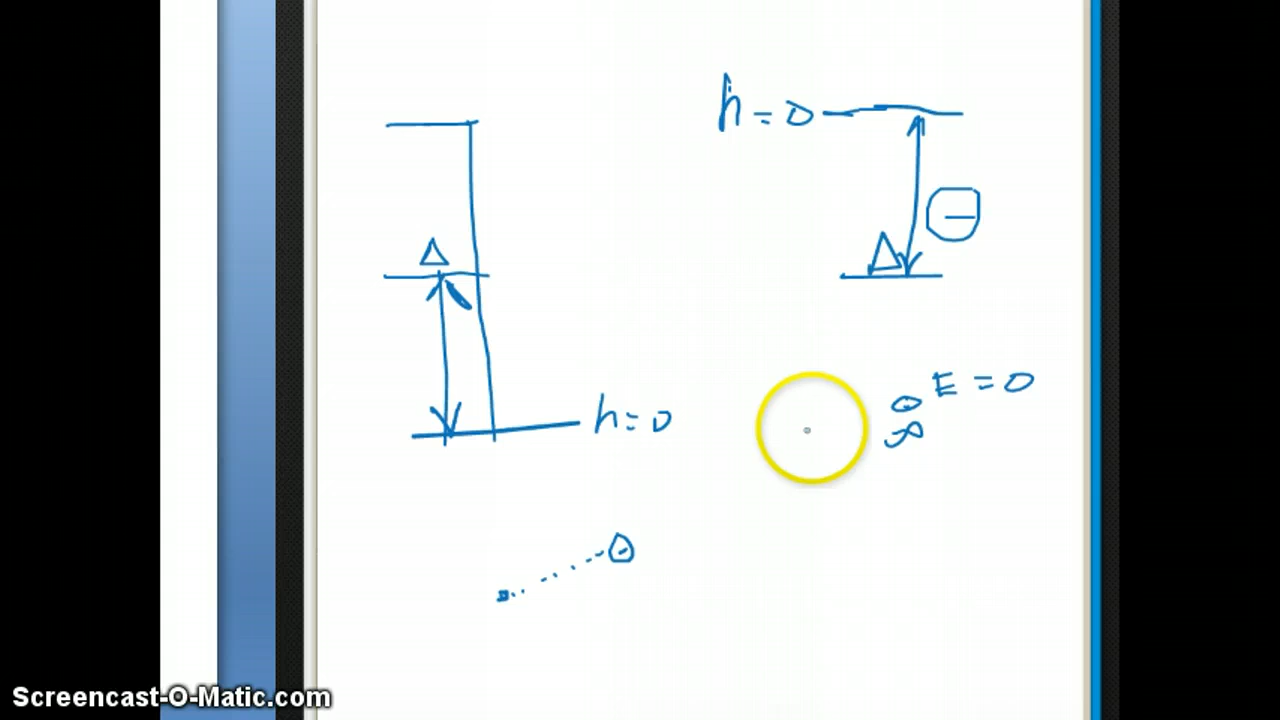 h = 0
Δ
Δ
−
h = 0
E = 0
∞
−
Screencast-O-Matic.com